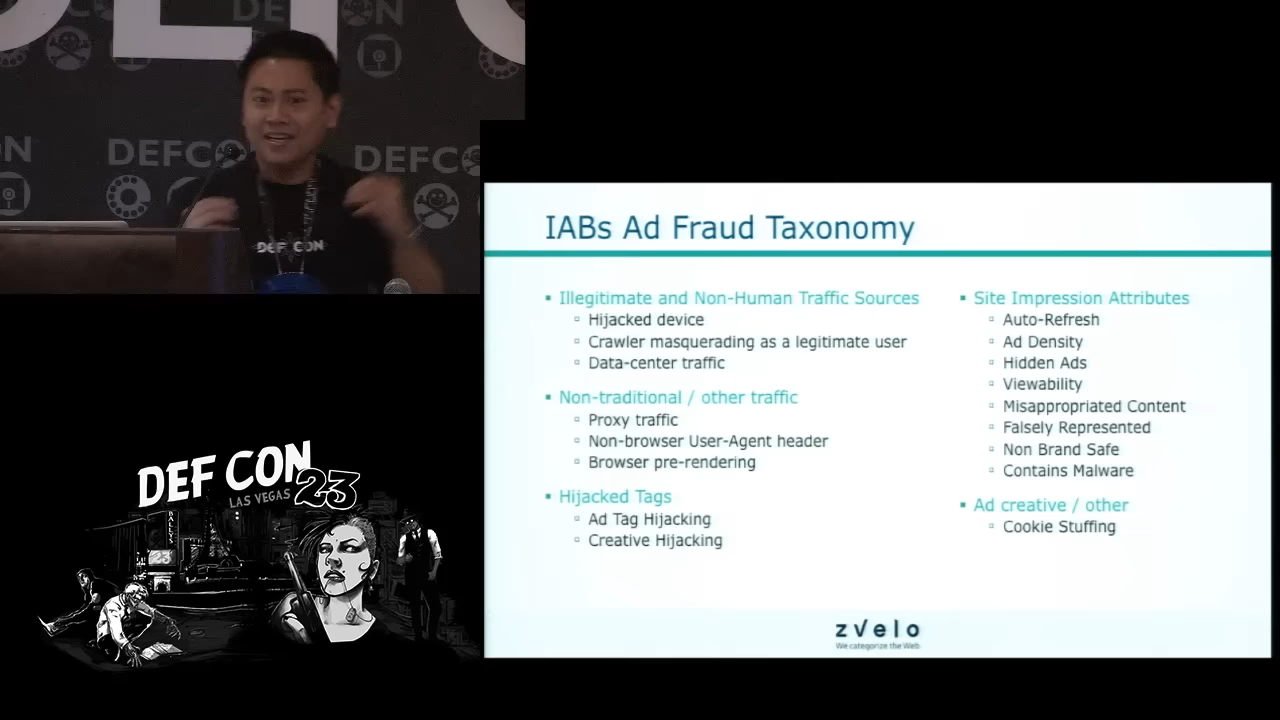 DEFCON
DEFCON
DEF CON
IABs Ad Fraud Taxonomy
Illegitimate and Non-Human Traffic Sources
Hijacked device
Crawler masquerading as a legitimate user
Data-center traffic
Non-traditional / other traffic
Proxy traffic
Non-browser User-Agent header
Browser pre-rendering
Hijacked Tags
Ad Tag Hijacking
Creative Hijacking
Site Impression Attributes
Auto-Refresh
Ad Density
Hidden Ads
Viewability
Misappropriated Content
Falsely Represented
Non Brand Safe
Contains Malware
Ad creative / other
Cookie Stuffing
zvelo
We categorize the Web
DEF CON
LAS VEGAS 23
BALLYS
23